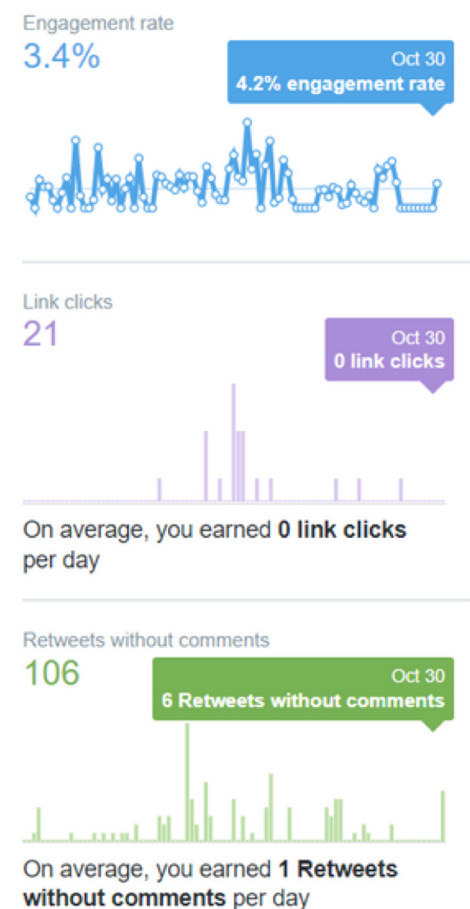 Engagement rate
3.4%
Oct 30
4.2% engagement rate
Link clicks
21
Oct 30
0 link clicks
On average, you earned 0 link clicks
per day
Retweets without comments
106
Oct 30
6 Retweets without comments
On average, you earned 1 Retweets
without comments per day